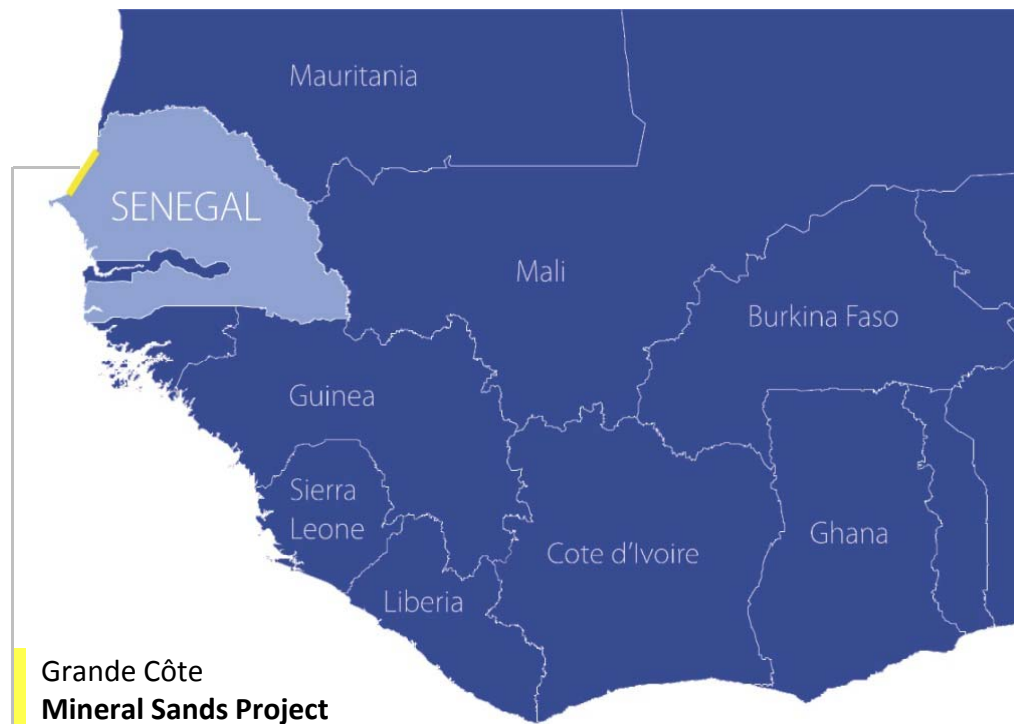 Mauritania
SENEGAL
Mali
Burkina Faso
Guinea
Sierra
Leone
Ghana
Cote d'Ivoire
Liberia
Grande Côte
Mineral Sands Project